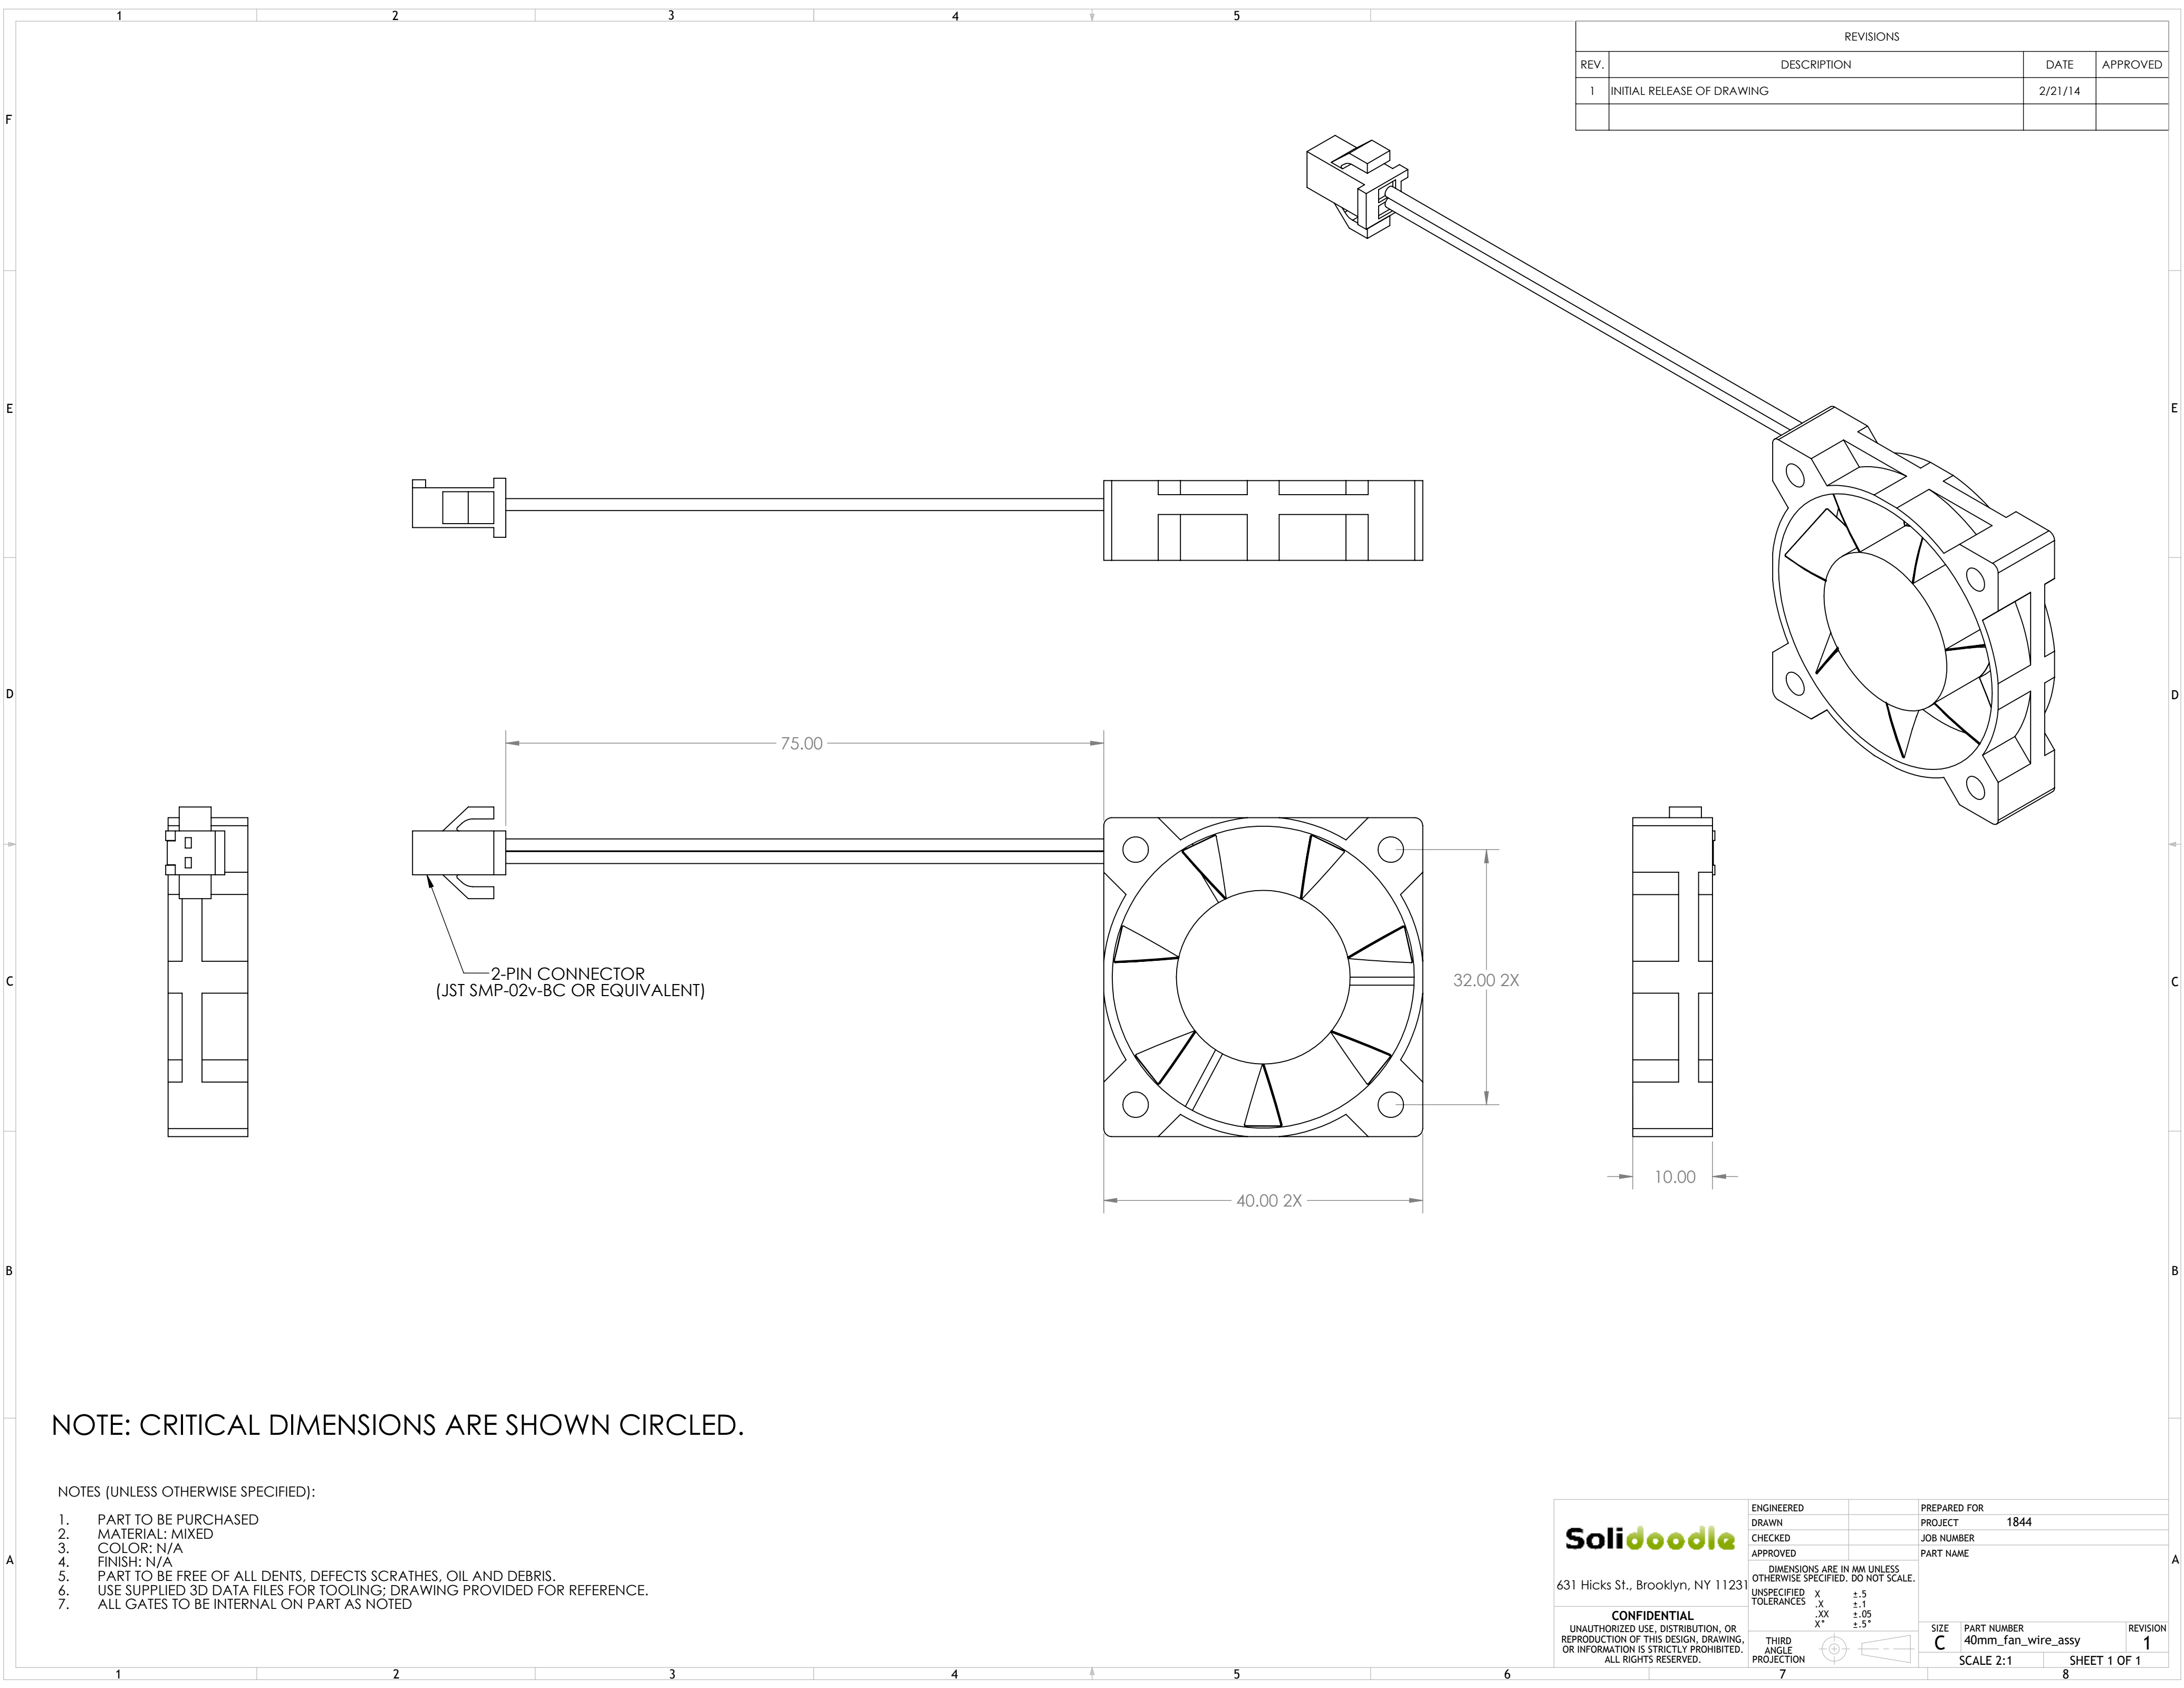 1 2 3 4 5
REVISIONS
REV. DESCRIPTION DATE APPROVED
1 INITIAL RELEASE OF DRAWING 2/21/14
F
E E
D D
75.00
2-PIN CONNECTOR
(JST SMP-02v-BC OR EQUIVALENT)
C C
32.00 2X
10.00
40.00 2X
B B
NOTE: CRITICAL DIMENSIONS ARE SHOWN CIRCLED.
NOTES (UNLESS OTHERWISE SPECIFIED):
1. PART TO BE PURCHASED
2. MATERIAL: MIXED
3. COLOR: N/A
4. FINISH: N/A
5. PART TO BE FREE OF ALL DENTS, DEFECTS SCRATHES, OIL AND DEBRIS.
6. USE SUPPLIED 3D DATA FILES FOR TOOLING; DRAWING PROVIDED FOR REFERENCE.
7. ALL GATES TO BE INTERNAL ON PART AS NOTED
A A
Solidoodle
631 Hicks St., Brooklyn, NY 11231
CONFIDENTIAL
UNAUTHORIZED USE, DISTRIBUTION, OR
REPRODUCTION OF THIS DESIGN, DRAWING,
OR INFORMATION IS STRICTLY PROHIBITED.
ALL RIGHTS RESERVED.
ENGINEERED
DRAWN
CHECKED
APPROVED
DIMENSIONS ARE IN MM UNLESS
OTHERWISE SPECIFIED. DO NOT SCALE.
UNSPECIFIED TOLERANCES
X ±.5
.X ±.1
.XX ±.05
X° ±.5°
THIRD
ANGLE
PROJECTION
PREPARED FOR
PROJECT 1844
JOB NUMBER
PART NAME
SIZE PART NUMBER REVISION
C 40mm_fan_wire_assy 1
SCALE 2:1 SHEET 1 OF 1
1 2 3 4 5 6 7 8